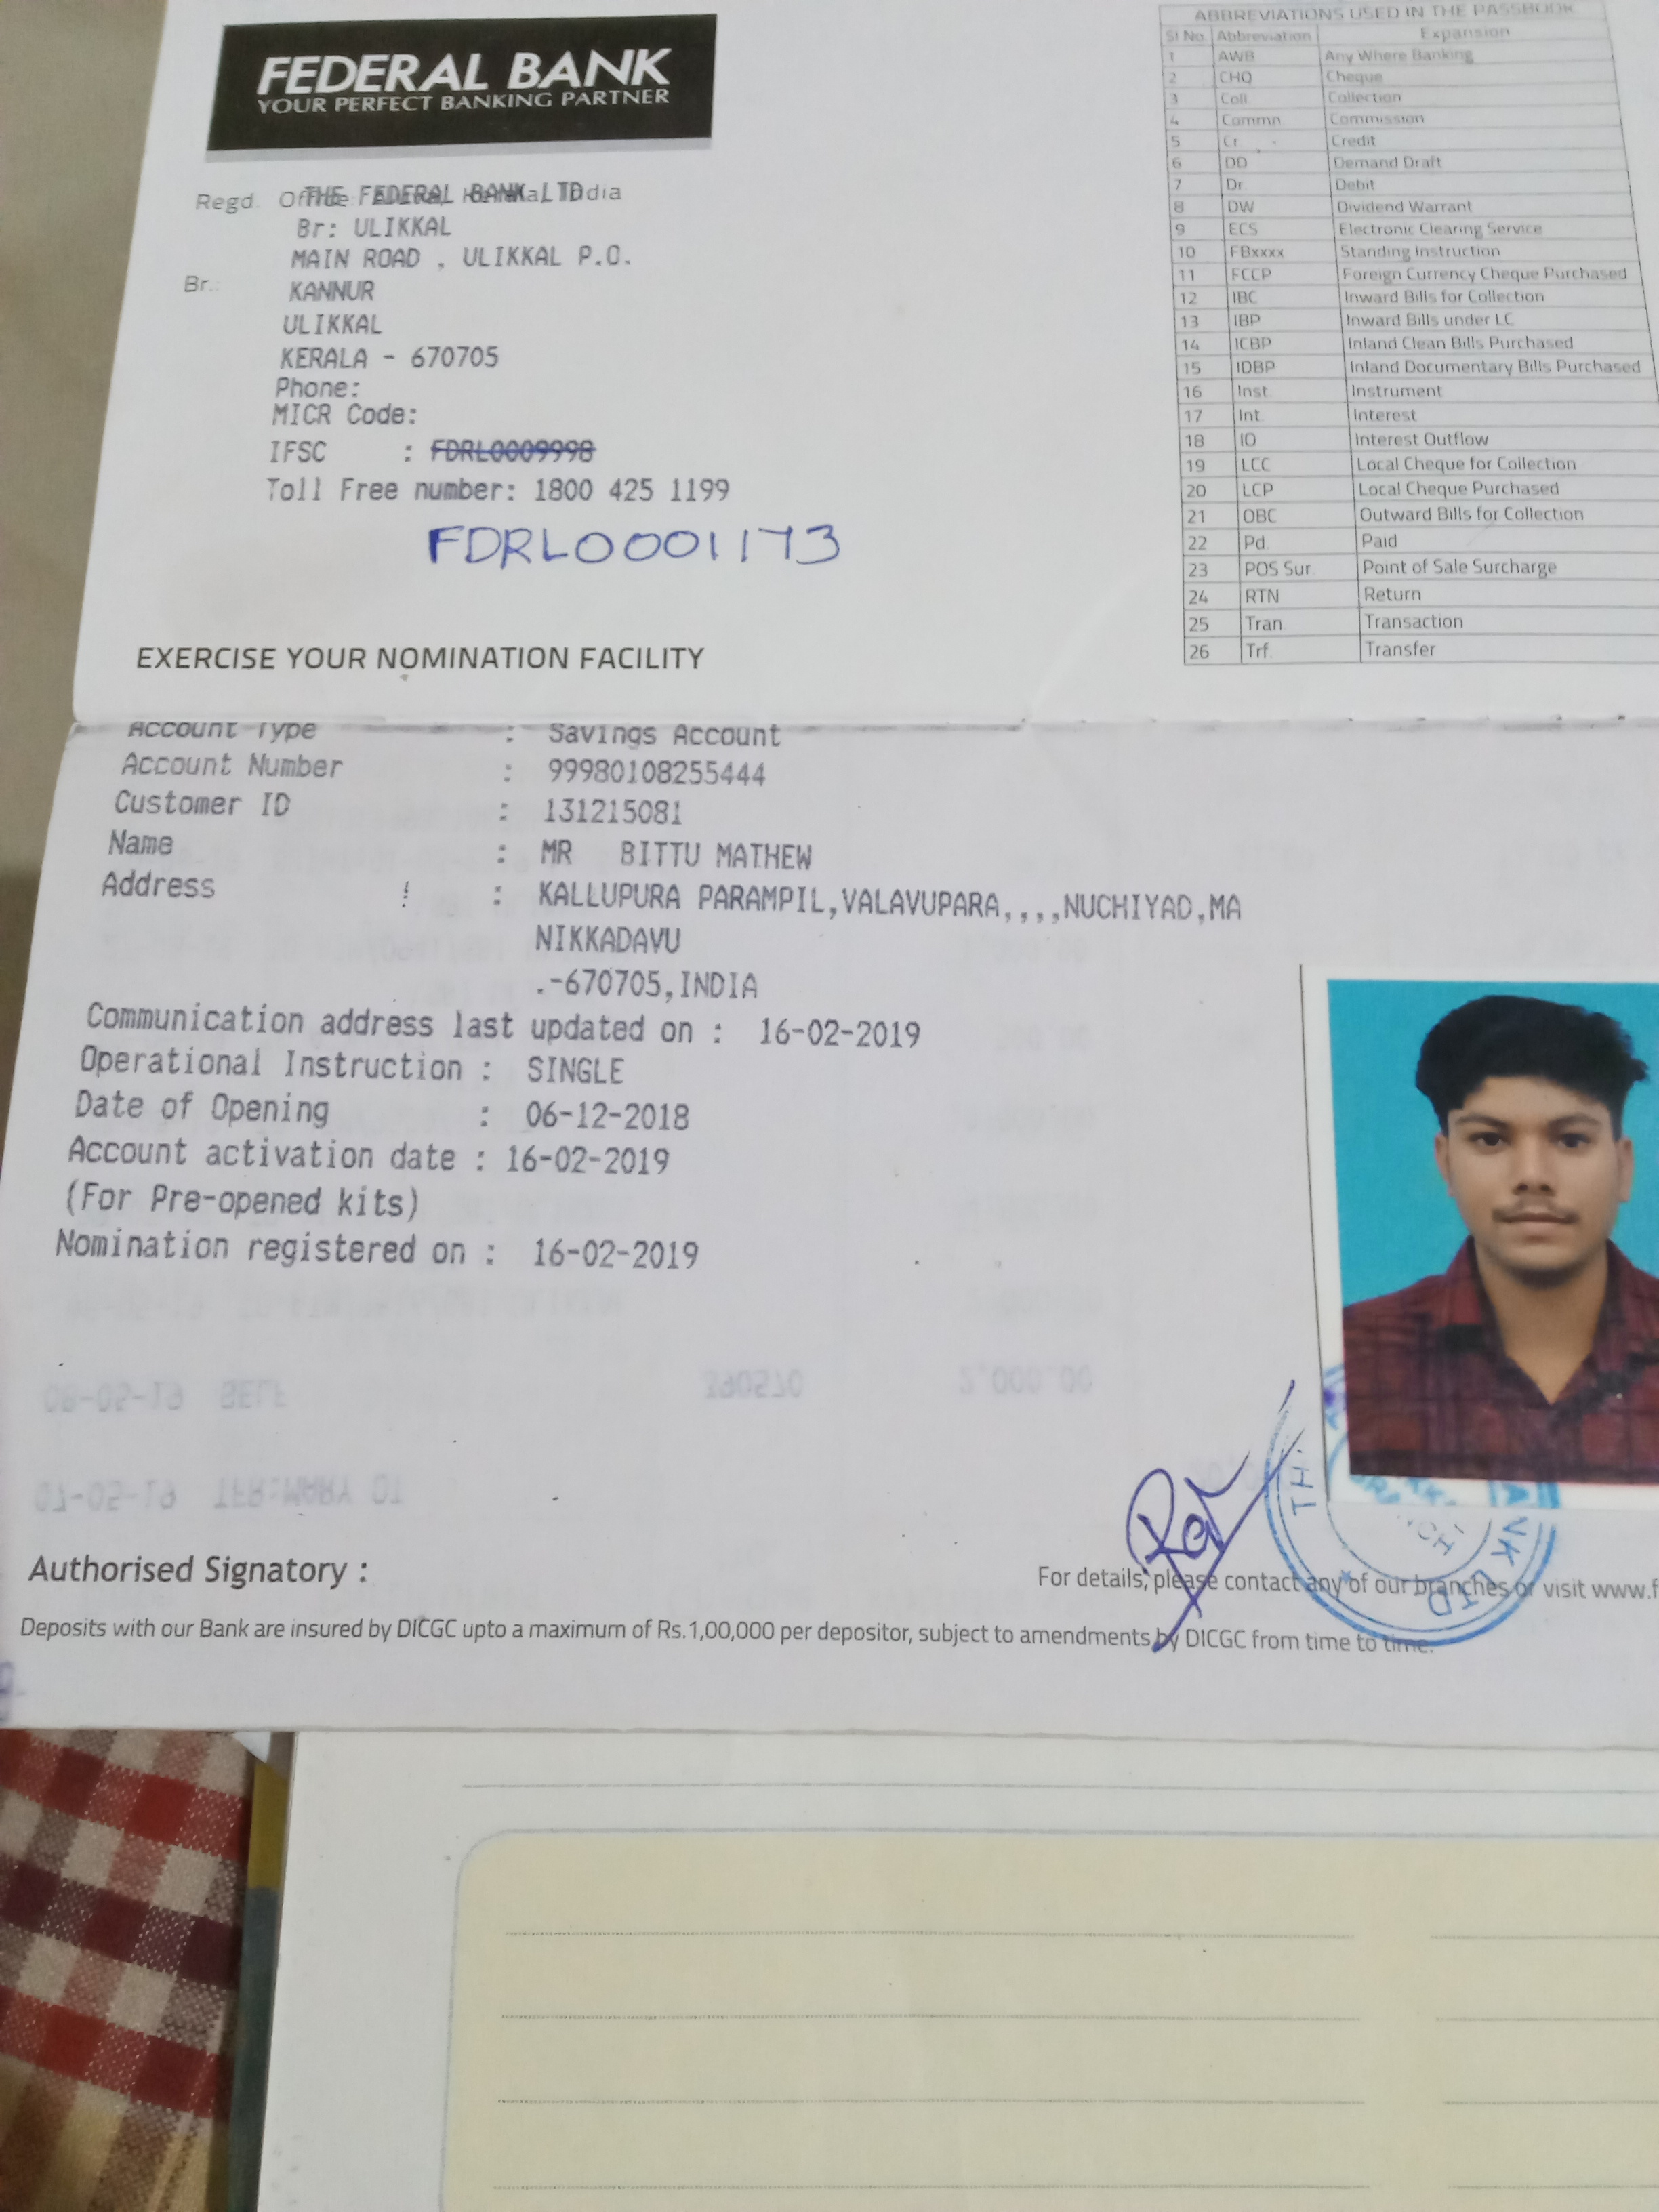 FEDERAL BANK
YOUR PERFECT BANKING PARTNER
Regd. Office: India
THE FEDERAL BANK LTD
Br: ULIKKAL
MAIN ROAD , ULIKKAL P.O.
Br.:
KANNUR
ULIKKAL
KERALA - 670705
Phone:
MICR Code:
IFSC : FDRL0009998
Toll Free number: 1800 425 1199
FDRL0001173
EXERCISE YOUR NOMINATION FACILITY
ABBREVIATIONS USED IN THE PASSBOOK
Sl No. Abbreviation Expansion
1 AWB Any Where Banking
2 CHQ Cheque
3 Coll Collection
4 Commn Commission
5 Cr Credit
6 DD Demand Draft
7 Dr Debit
8 DW Dividend Warrant
9 ECS Electronic Clearing Service
10 FBxxxx Standing Instruction
11 FCCP Foreign Currency Cheque Purchased
12 IBC Inward Bills for Collection
13 IBP Inward Bills under LC
14 ICBP Inland Clean Bills Purchased
15 IDBP Inland Documentary Bills Purchased
16 Inst Instrument
17 Int. Interest
18 IO Interest Outflow
19 LCC Local Cheque for Collection
20 LCP Local Cheque Purchased
21 OBC Outward Bills for Collection
22 Pd. Paid
23 POS Sur Point of Sale Surcharge
24 RTN Return
25 Tran. Transaction
26 Trf. Transfer
Account Type : Savings Account
Account Number : 99980108255444
Customer ID : 131215081
Name : MR BITTU MATHEW
Address : KALLUPURA PARAMPIL,VALAVUPARA,,,,NUCHIYAD,MA
NIKKADAVU
.-670705,INDIA
Communication address last updated on : 16-02-2019
Operational Instruction : SINGLE
Date of Opening : 06-12-2018
Account activation date : 16-02-2019
(For Pre-opened kits)
Nomination registered on : 16-02-2019
Authorised Signatory :
For details, please contact any of our branches or visit www.f
Deposits with our Bank are insured by DICGC upto a maximum of Rs.1,00,000 per depositor, subject to amendments by DICGC from time to time.